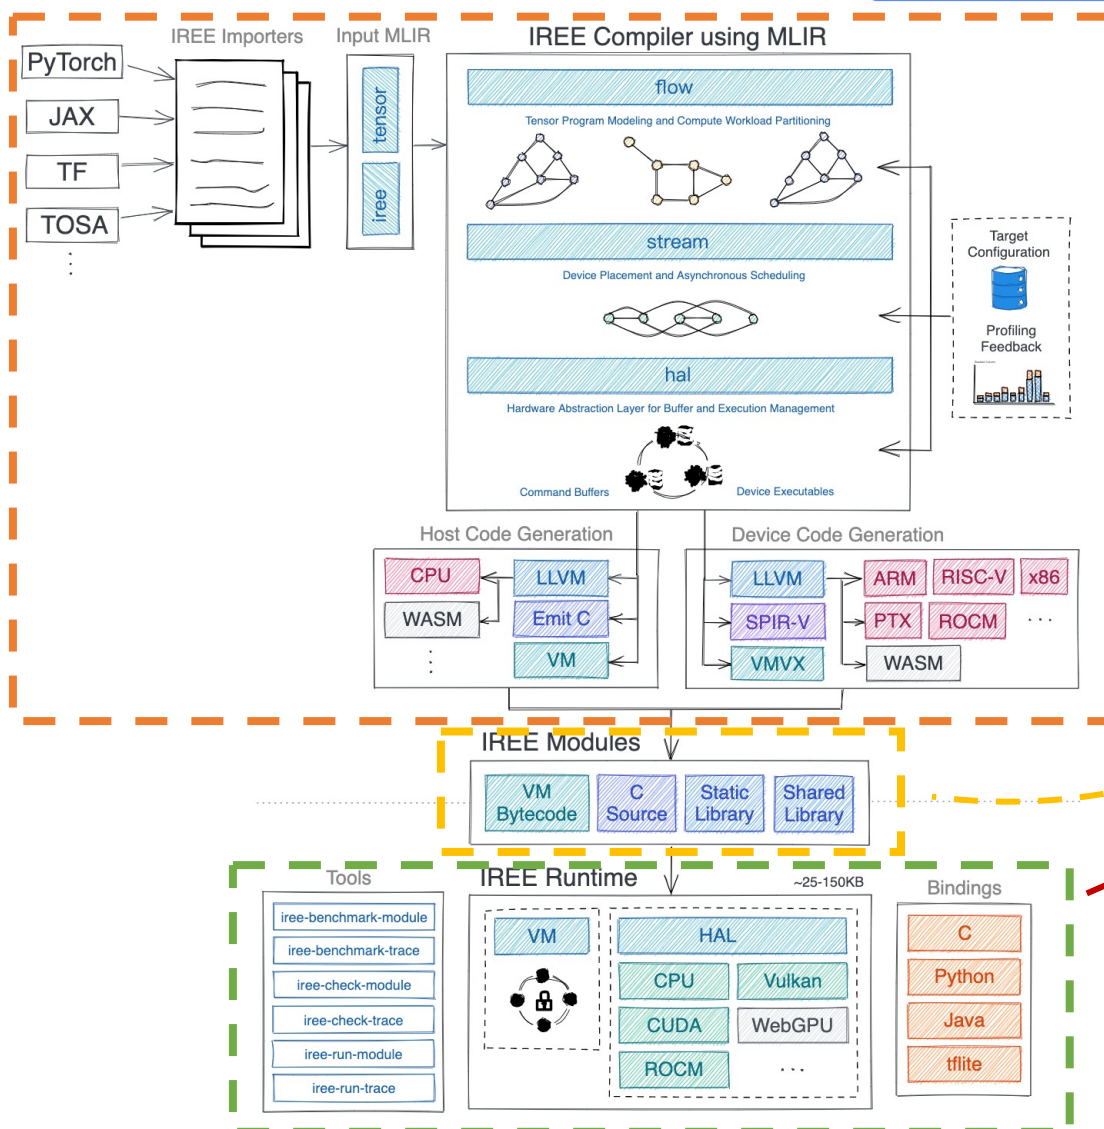 IREE Importers
Input MLIR
IREE Compiler using MLIR
PyTorch
JAX
TF
TOSA
tensor
iree
flow
Tensor Program Modeling and Compute Workload Partitioning
stream
Device Placement and Asynchronous Scheduling
hal
Hardware Abstraction Layer for Buffer and Execution Management
Command Buffers
Device Executables
Target
Configuration
Profiling
Feedback
Host Code Generation
CPU
LLVM
WASM
Emit C
VM
Device Code Generation
LLVM
ARM
RISC-V
x86
SPIR-V
PTX
ROCM
VMVX
WASM
IREE Modules
VM
Bytecode
C
Source
Static
Library
Shared
Library
Tools
iree-benchmark-module
iree-benchmark-trace
iree-check-module
iree-check-trace
iree-run-module
iree-run-trace
IREE Runtime
~25-150KB
VM
HAL
CPU
Vulkan
CUDA
WebGPU
ROCM
Bindings
C
Python
Java
tflite